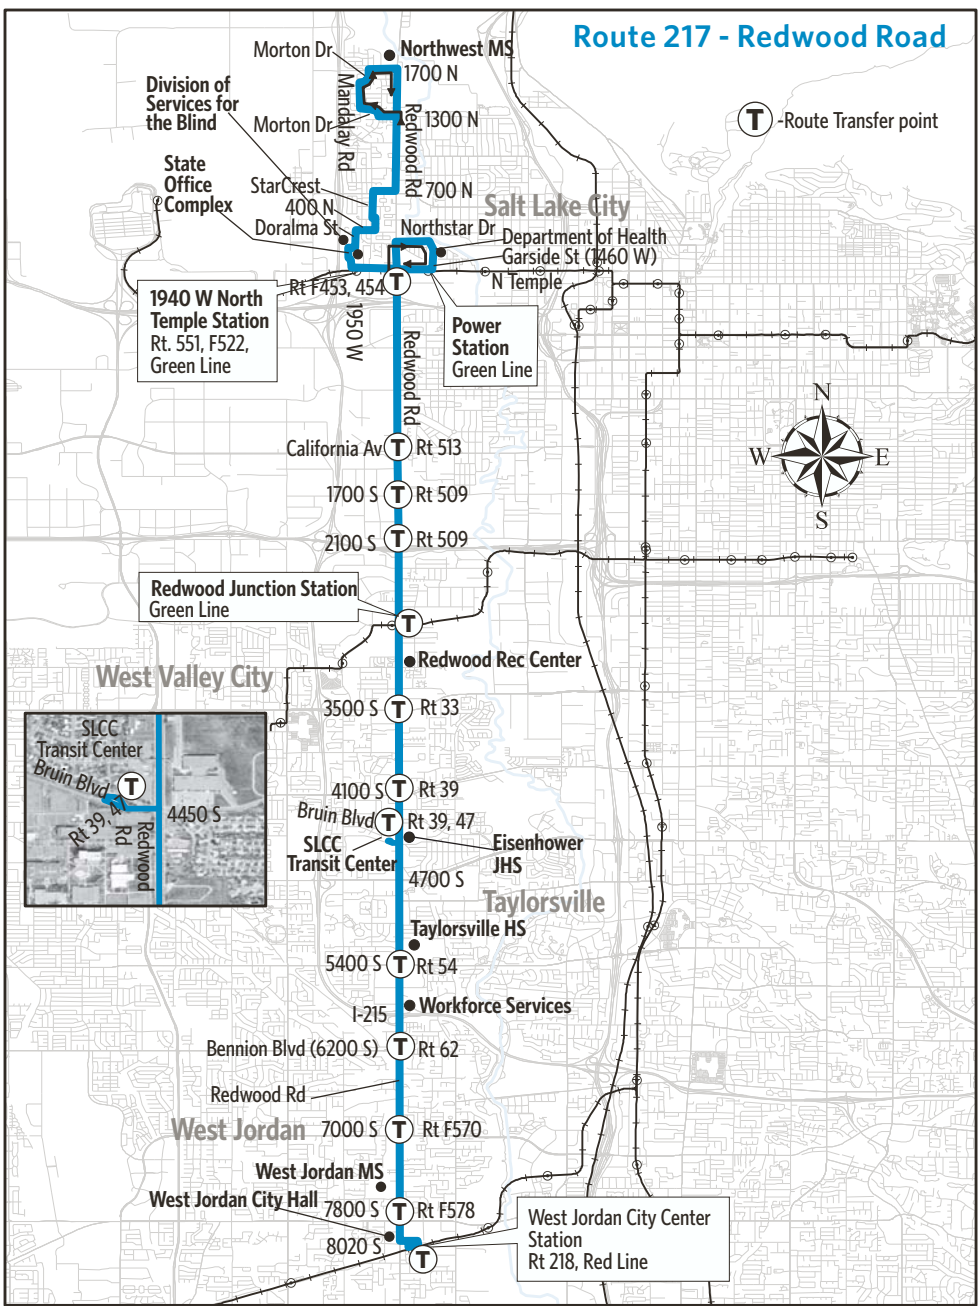 Route 217 - Redwood Road
Morton Dr
Northwest MS
1700 N
Division of
Services for
the Blind
Mandalay Rd
Redwood Rd
1300 N
T -Route Transfer point
Morton Dr
State
Office
Complex
StarCrest
700 N
400 N
Salt Lake City
Doralma St
Northstar Dr
Department of Health
Garside St (1460 W)
Rt F453, 454
T
N Temple
1940 W North
Temple Station
Rt. 551, F522,
Green Line
1950 W
Redwood Rd
Power
Station
Green Line
N
W
E
S
California Av
T
Rt 513
1700 S
T
Rt 509
2100 S
T
Rt 509
Redwood Junction Station
Green Line
T
Redwood Rec Center
West Valley City
3500 S
T
Rt 33
SLCC
Transit Center
Bruin Blvd
T
Rt 39, 47
4450 S
Redwood
Rd
4100 S
T
Rt 39
Bruin Blvd
T
Rt 39, 47
SLCC
Transit Center
Eisenhower
JHS
4700 S
Taylorsville
Taylorsville HS
5400 S
T
Rt 54
Workforce Services
I-215
Bennion Blvd (6200 S)
T
Rt 62
Redwood Rd
West Jordan
7000 S
T
Rt F570
West Jordan MS
West Jordan City Hall
7800 S
T
Rt F578
8020 S
T
West Jordan City Center
Station
Rt 218, Red Line